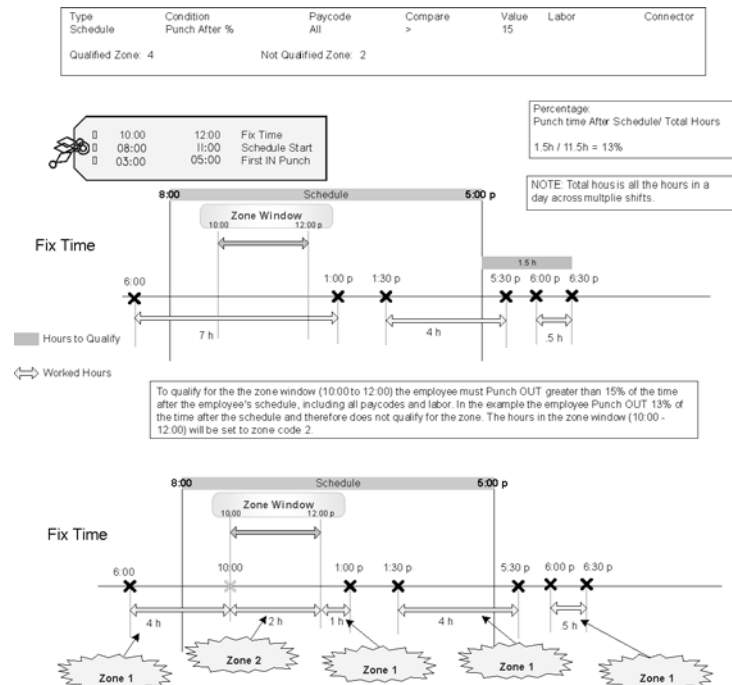 Type Condition Paycode Compare Value Labor Connector
Schedule Punch After % All > 15
Qualified Zone: 4 Not Qualified Zone: 2
10:00 12:00 Fix Time
08:00 11:00 Schedule Start
03:00 05:00 First IN Punch
Percentage:
Punch time After Schedule/ Total Hours
1.5h / 11.5h = 13%
NOTE: Total hous is all the hours in a
day across multplie shifts.
8:00 Schedule 5:00 p
Zone Window
10:00 12:00 p
Fix Time
1.5 h
6:00 1:00 p 1:30 p 5:30 p 6:00 p 6:30 p
7 h 4 h .5 h
Hours to Qualify
Worked Hours
To qualify for the the zone window (10:00 to 12:00) the employee must Punch OUT greater than 15% of the time
after the employee's schedule, including all paycodes and labor. In the example the employee Punch OUT 13% of
the time after the schedule and therefore does not qualify for the zone. The hours in the zone window (10:00 -
12:00) will be set to zone code 2.
8:00 Schedule 5:00 p
Zone Window
10:00 12:00 p
Fix Time
6:00 10:00 1:00 p 1:30 p 5:30 p 6:00 p 6:30 p
4 h 2 h 1 h 4 h .5 h
Zone 1 Zone 2 Zone 1 Zone 1 Zone 1